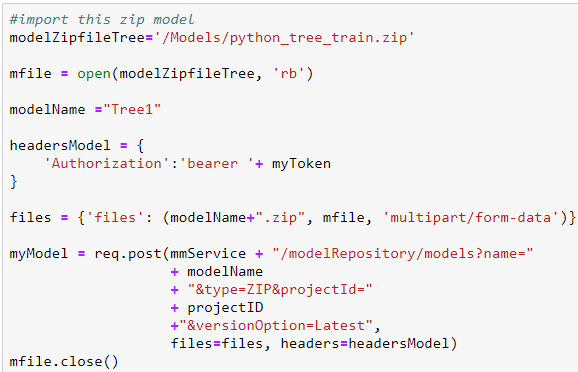 #import this zip model
modelZipfileTree='/Models/python_tree_train.zip'
mfile = open(modelZipfileTree, 'rb')
modelName ="Tree1"
headersModel = {
    'Authorization':'bearer '+ myToken
}
files = {'files': (modelName+".zip", mfile, 'multipart/form-data')}
myModel = req.post(mmService + "/modelRepository/models?name="
                    + modelName
                    + "&type=ZIP&projectId="
                    + projectID
                    +"&versionOption=Latest",
                    files=files, headers=headersModel)
mfile.close()